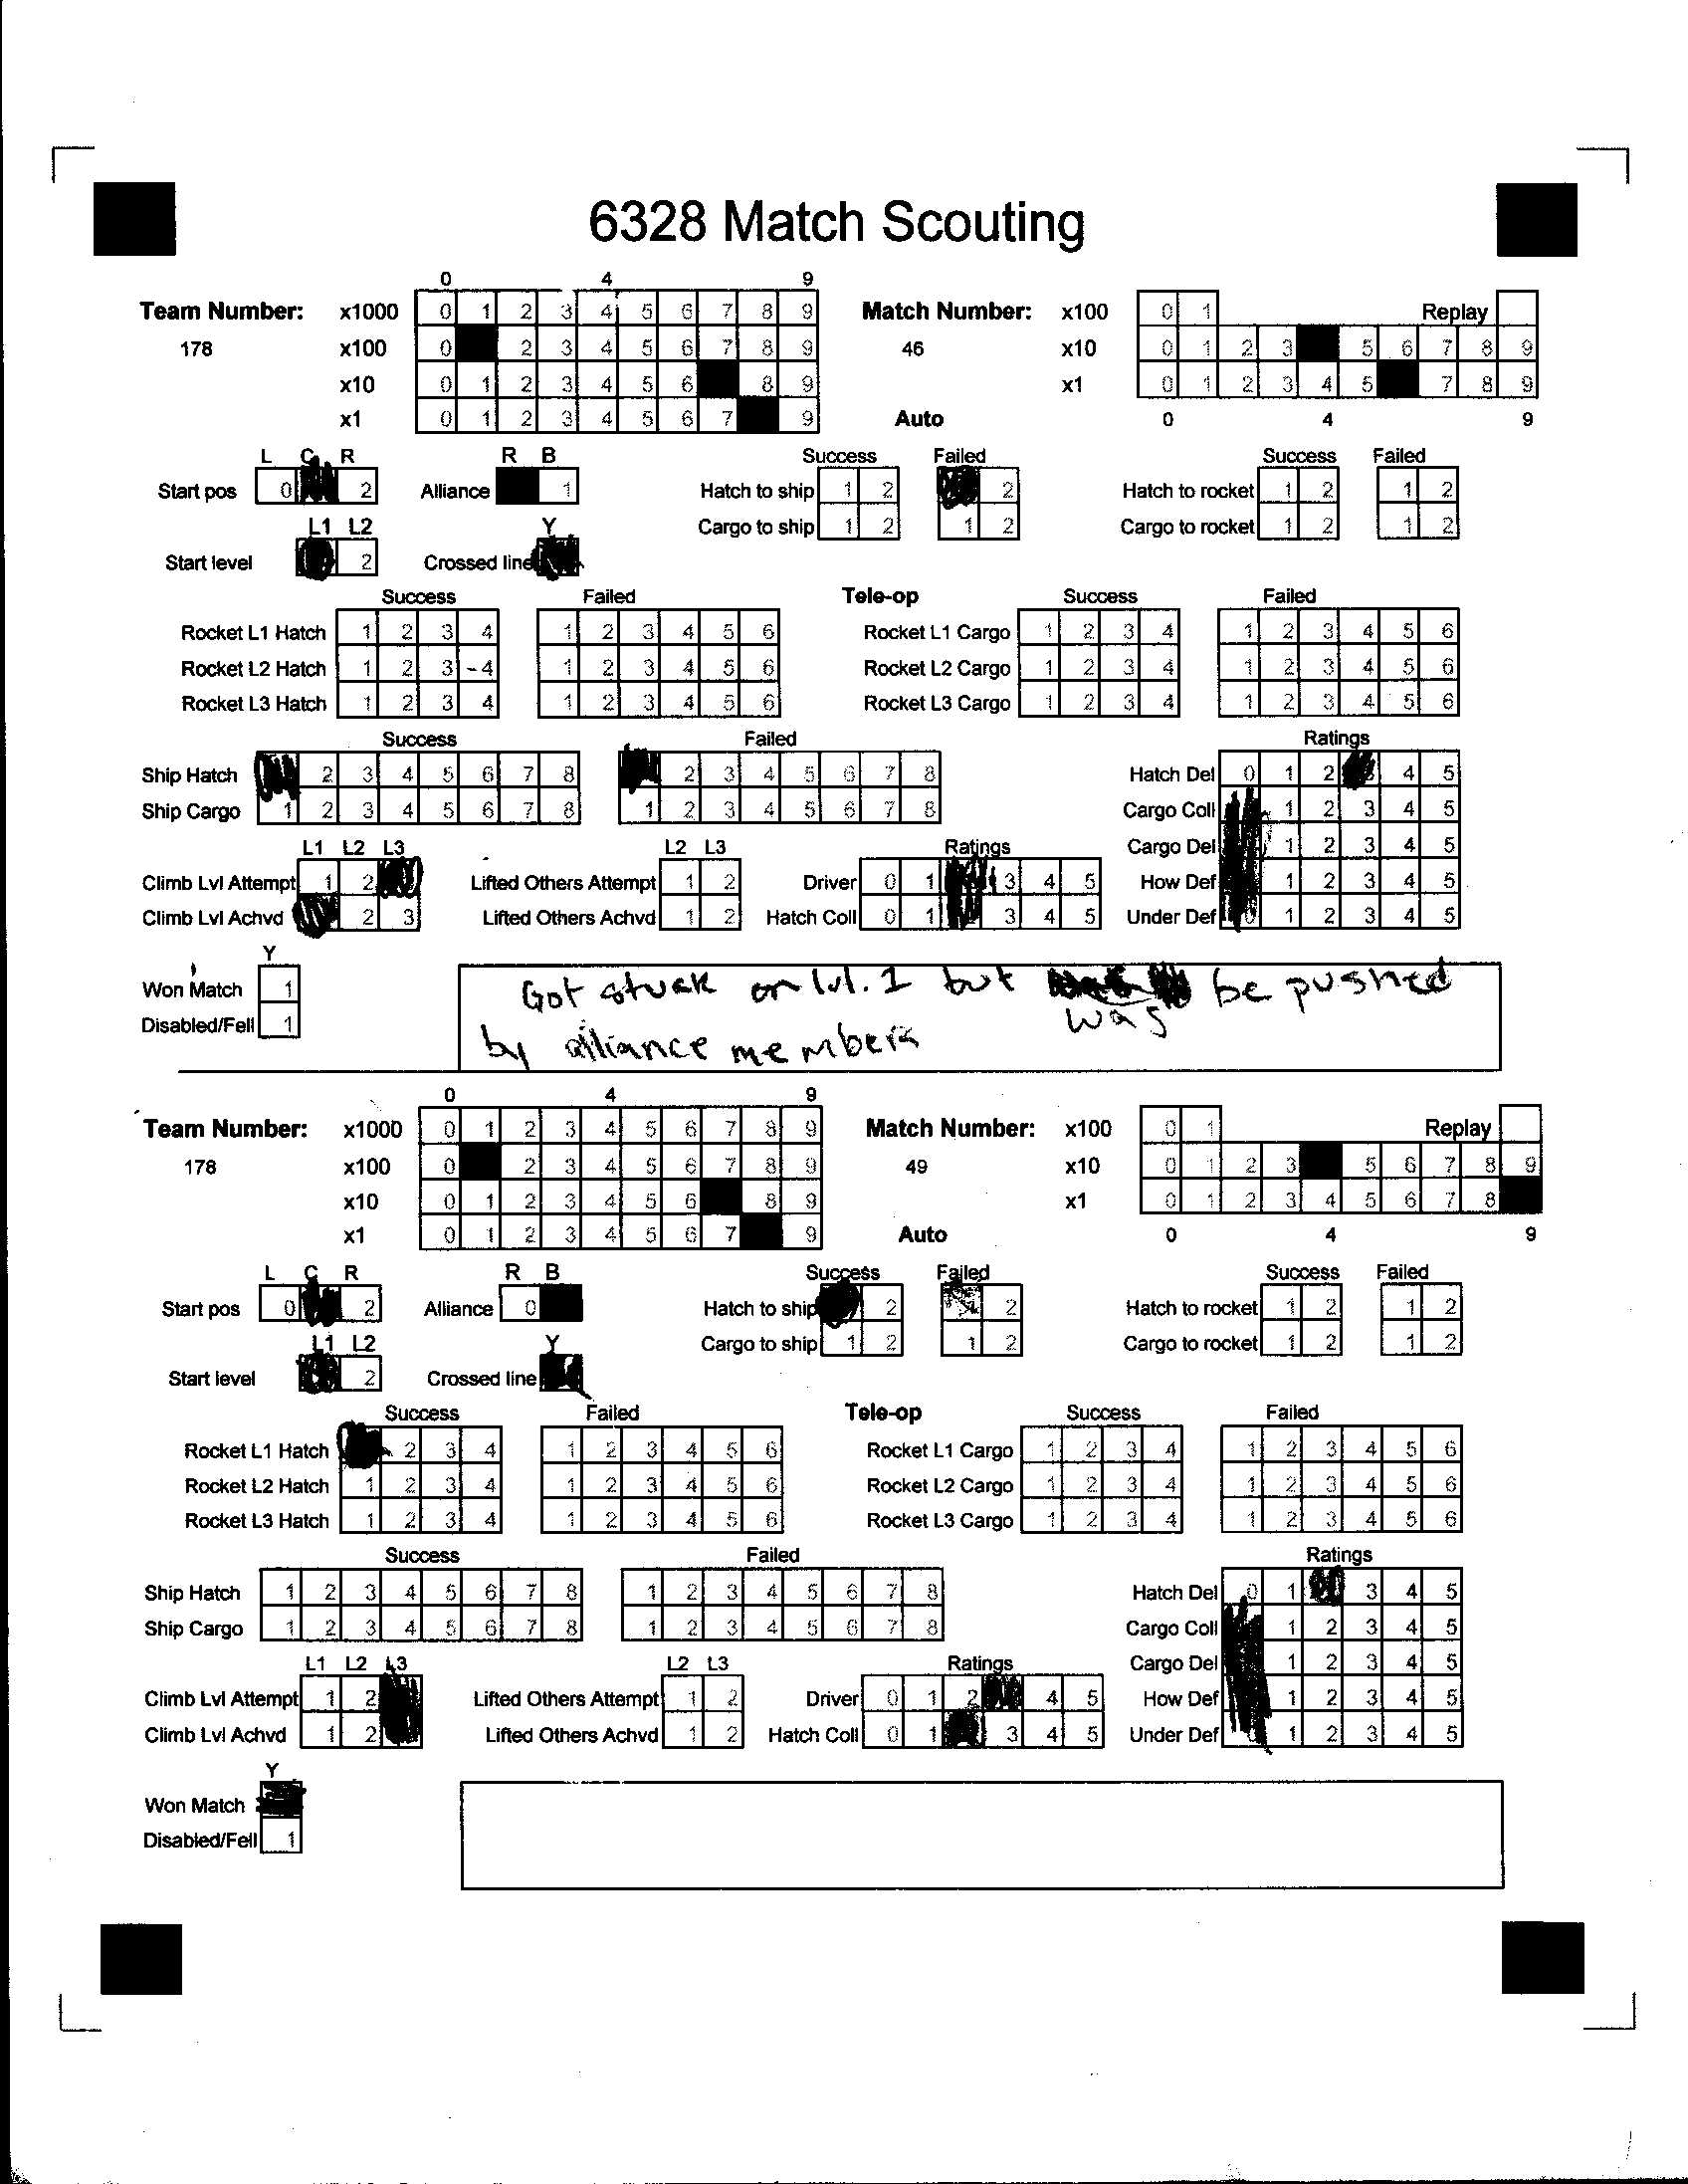 6328 Match Scouting
0 4 9
Team Number: x1000 0 1 2 3 4 5 6 7 8 9 Match Number: x100 0 1 Replay
178 x100 0 2 3 4 5 6 7 8 9 46 x10 0 1 2 3 5 6 7 8 9
x10 0 1 2 3 4 5 6 8 9 x1 0 1 2 3 4 5 7 8 9
x1 0 1 2 3 4 5 6 7 9 Auto 0 4 9
L C R R B Success Failed Success Failed
Start pos 0 2 Alliance 1 Hatch to ship 1 2 2 Hatch to rocket 1 2 1 2
L1 L2 Y Cargo to ship 1 2 1 2 Cargo to rocket 1 2 1 2
Start level 2 Crossed line
Success Failed Tele-op Success Failed
Rocket L1 Hatch 1 2 3 4 1 2 3 4 5 6 Rocket L1 Cargo 1 2 3 4 1 2 3 4 5 6
Rocket L2 Hatch 1 2 3 4 1 2 3 4 5 6 Rocket L2 Cargo 1 2 3 4 1 2 3 4 5 6
Rocket L3 Hatch 1 2 3 4 1 2 3 4 5 6 Rocket L3 Cargo 1 2 3 4 1 2 3 4 5 6
Success Failed Ratings
Ship Hatch 2 3 4 5 6 7 8 2 3 4 5 6 7 8 Hatch Del 0 1 2 4 5
Ship Cargo 1 2 3 4 5 6 7 8 1 2 3 4 5 6 7 8 Cargo Coll 1 2 3 4 5
L1 L2 L3 L2 L3 Ratings Cargo Del 1 2 3 4 5
Climb Lvl Attempt 1 2 Lifted Others Attempt 1 2 Driver 0 1 3 4 5 How Def 1 2 3 4 5
Climb Lvl Achvd 2 3 Lifted Others Achvd 1 2 Hatch Coll 0 1 3 4 5 Under Def 1 2 3 4 5
Y
Won Match 1 Got stuck on lvl. 1 but was be pushed
Disabled/Fell 1 by alliance members
0 4 9
Team Number: x1000 0 1 2 3 4 5 6 7 8 9 Match Number: x100 0 1 Replay
178 x100 0 2 3 4 5 6 7 8 9 49 x10 0 1 2 3 5 6 7 8 9
x10 0 1 2 3 4 5 6 8 9 x1 0 1 2 3 4 5 6 7 8
x1 0 1 2 3 4 5 6 7 9 Auto 0 4 9
L C R R B Success Failed Success Failed
Start pos 0 2 Alliance 0 Hatch to ship 2 2 Hatch to rocket 1 2 1 2
L1 L2 Y Cargo to ship 1 2 1 2 Cargo to rocket 1 2 1 2
Start level 2 Crossed line
Success Failed Tele-op Success Failed
Rocket L1 Hatch 2 3 4 1 2 3 4 5 6 Rocket L1 Cargo 1 2 3 4 1 2 3 4 5 6
Rocket L2 Hatch 1 2 3 4 1 2 3 4 5 6 Rocket L2 Cargo 1 2 3 4 1 2 3 4 5 6
Rocket L3 Hatch 1 2 3 4 1 2 3 4 5 6 Rocket L3 Cargo 1 2 3 4 1 2 3 4 5 6
Success Failed Ratings
Ship Hatch 1 2 3 4 5 6 7 8 1 2 3 4 5 6 7 8 Hatch Del 0 1 3 4 5
Ship Cargo 1 2 3 4 5 6 7 8 1 2 3 4 5 6 7 8 Cargo Coll 1 2 3 4 5
L1 L2 L3 L2 L3 Ratings Cargo Del 1 2 3 4 5
Climb Lvl Attempt 1 2 Lifted Others Attempt 1 2 Driver 0 1 2 4 5 How Def 1 2 3 4 5
Climb Lvl Achvd 1 2 Lifted Others Achvd 1 2 Hatch Coll 0 1 3 4 5 Under Def 1 2 3 4 5
Y
Won Match
Disabled/Fell 1